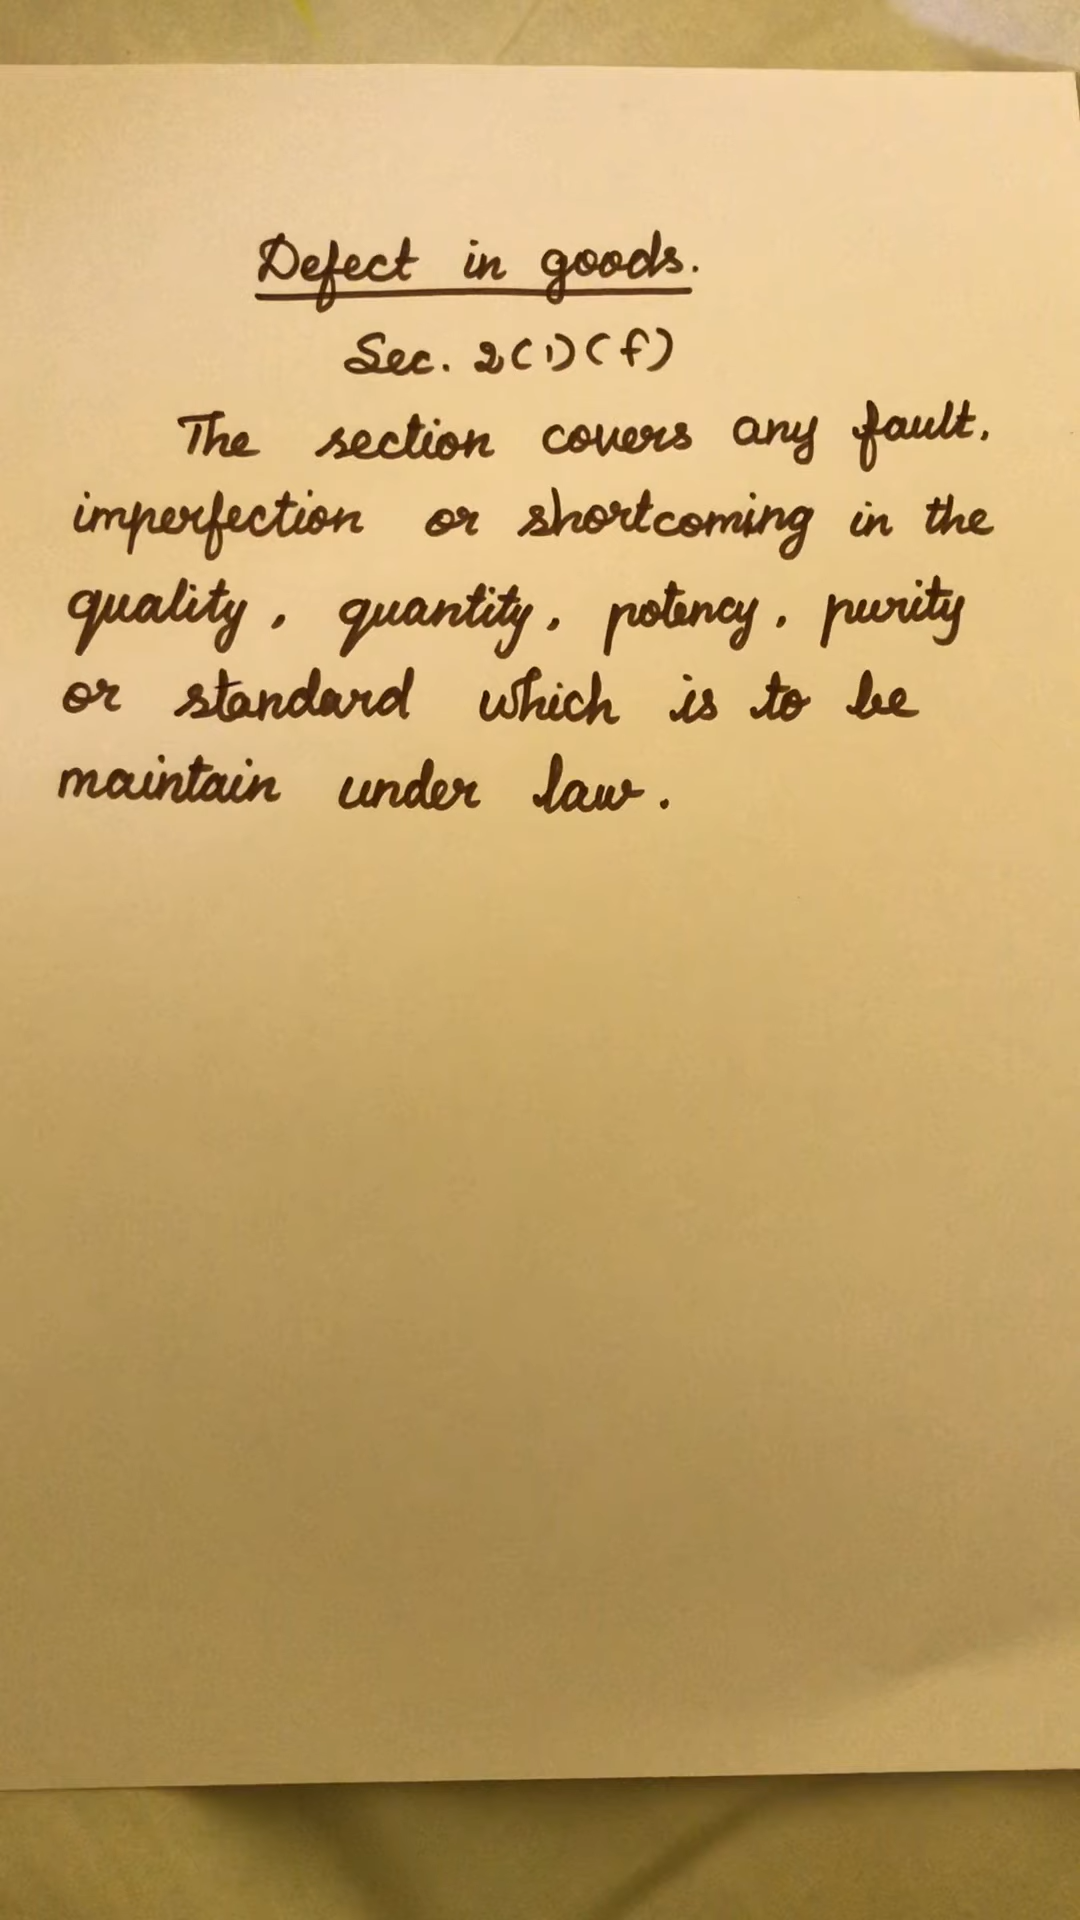 Defect in goods.
Sec. 2(1)(f)
The section covers any fault,
imperfection or shortcoming in the
quality, quantity, potency, purity
or standard which is to be
maintain under law.